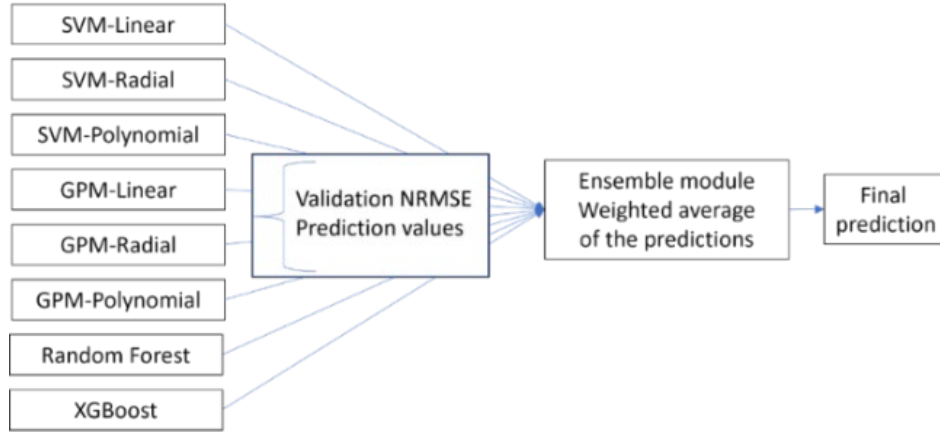 SVM-Linear
SVM-Radial
SVM-Polynomial
GPM-Linear
GPM-Radial
GPM-Polynomial
Random Forest
XGBoost
Validation NRMSE
Prediction values
Ensemble module
Weighted average
of the predictions
Final
prediction